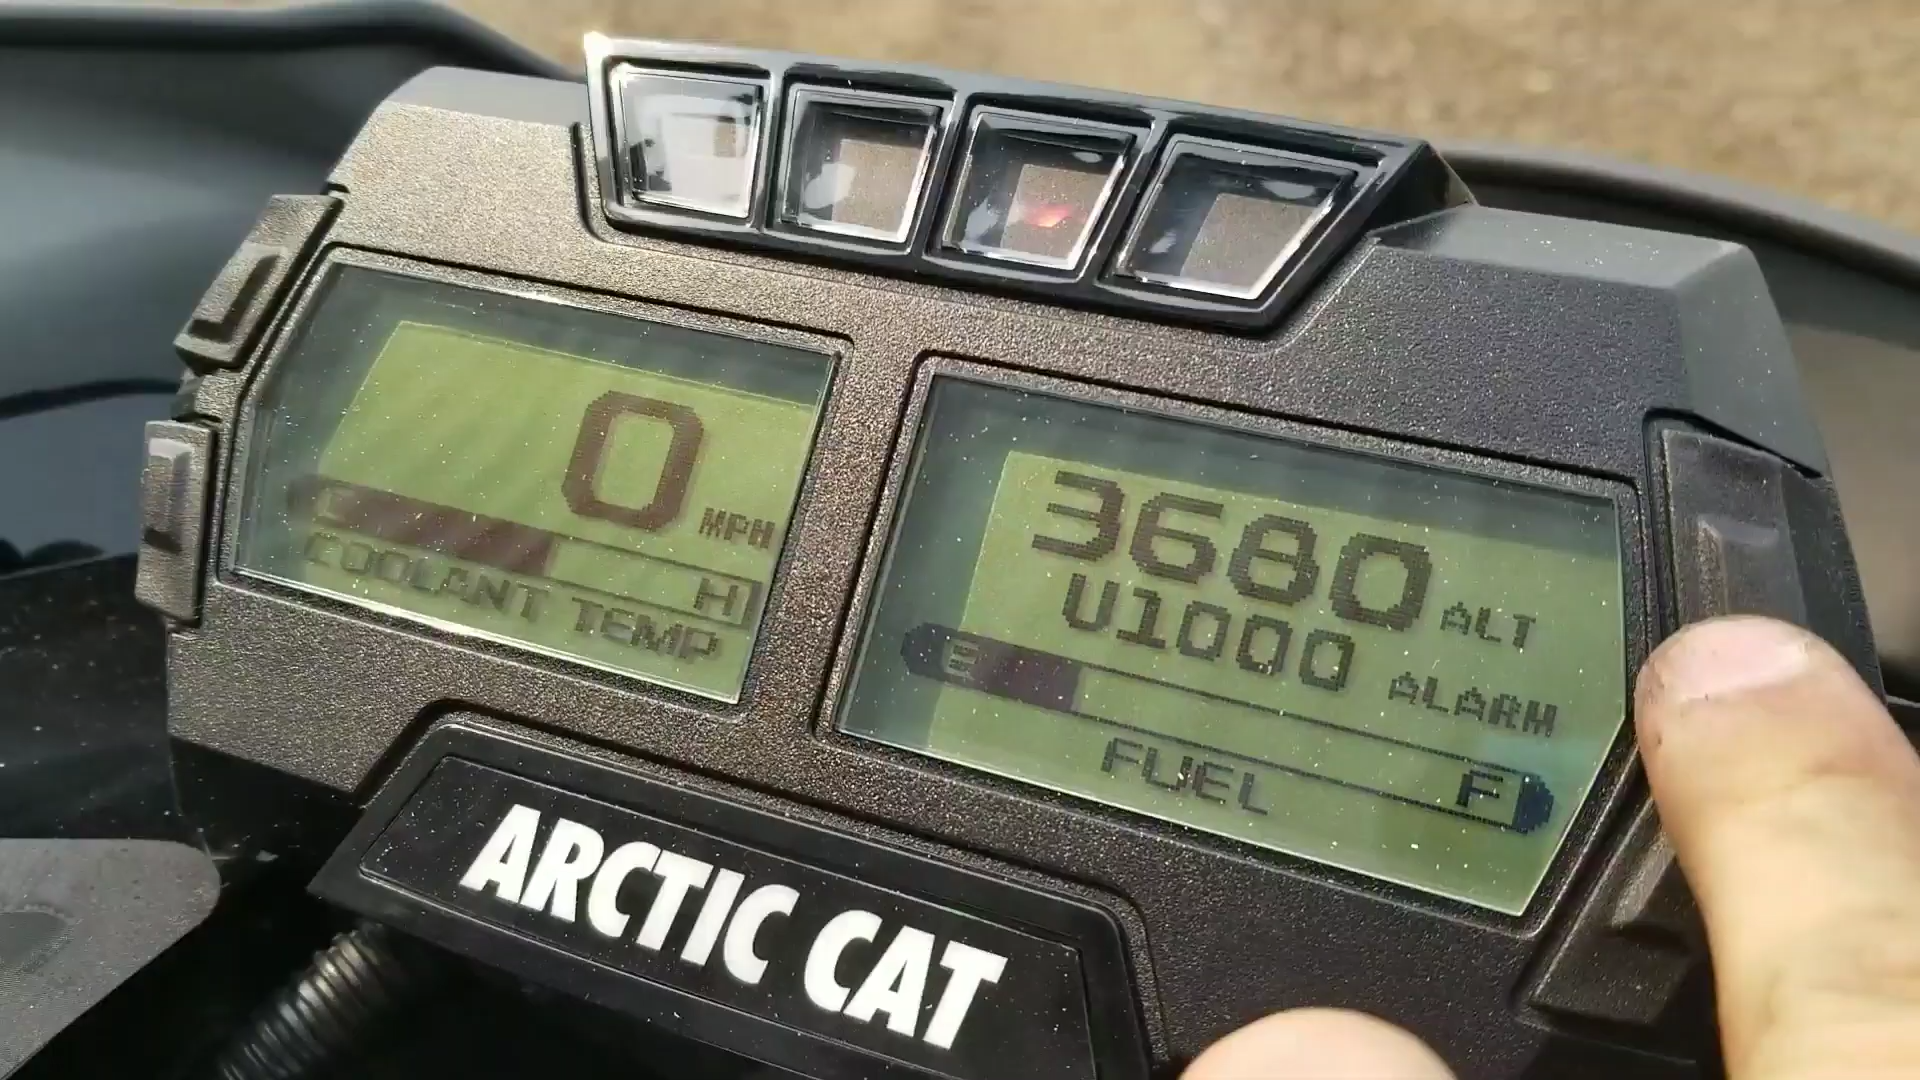 0 MPH
C H
COOLANT TEMP
3680 ALT
U1000 ALARM
E F
FUEL
ARCTIC CAT